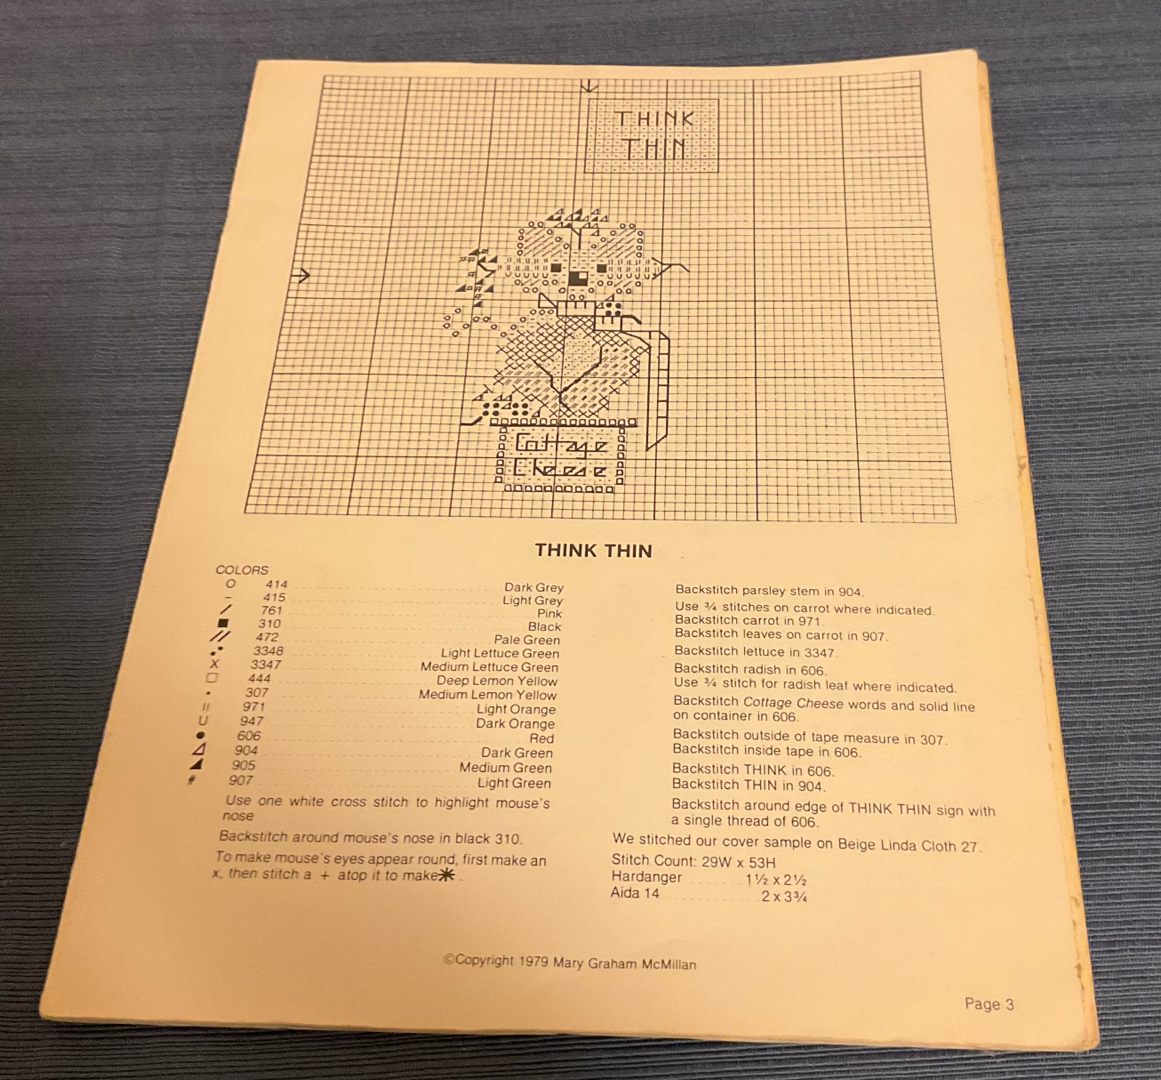 THINK
THIN
Cottage
Cheese
THINK THIN
COLORS
O 414 Dark Grey
– 415 Light Grey
/ 761 Pink
■ 310 Black
// 472 Pale Green
3348 Light Lettuce Green
X 3347 Medium Lettuce Green
□ 444 Deep Lemon Yellow
• 307 Medium Lemon Yellow
II 971 Light Orange
U 947 Dark Orange
● 606 Red
904 Dark Green
905 Medium Green
907 Light Green
Use one white cross stitch to highlight mouse's
nose
Backstitch around mouse's nose in black 310.
To make mouse's eyes appear round, first make an
x, then stitch a + atop it to make ✳ .
Backstitch parsley stem in 904.
Use ¾ stitches on carrot where indicated.
Backstitch carrot in 971.
Backstitch leaves on carrot in 907.
Backstitch lettuce in 3347.
Backstitch radish in 606.
Use ¾ stitch for radish leaf where indicated.
Backstitch Cottage Cheese words and solid line
on container in 606.
Backstitch outside of tape measure in 307.
Backstitch inside tape in 606.
Backstitch THINK in 606.
Backstitch THIN in 904.
Backstitch around edge of THINK THIN sign with
a single thread of 606.
We stitched our cover sample on Beige Linda Cloth 27.
Stitch Count: 29W x 53H
Hardanger 1½ x 2½
Aida 14 2 x 3¾
©Copyright 1979 Mary Graham McMillan
Page 3